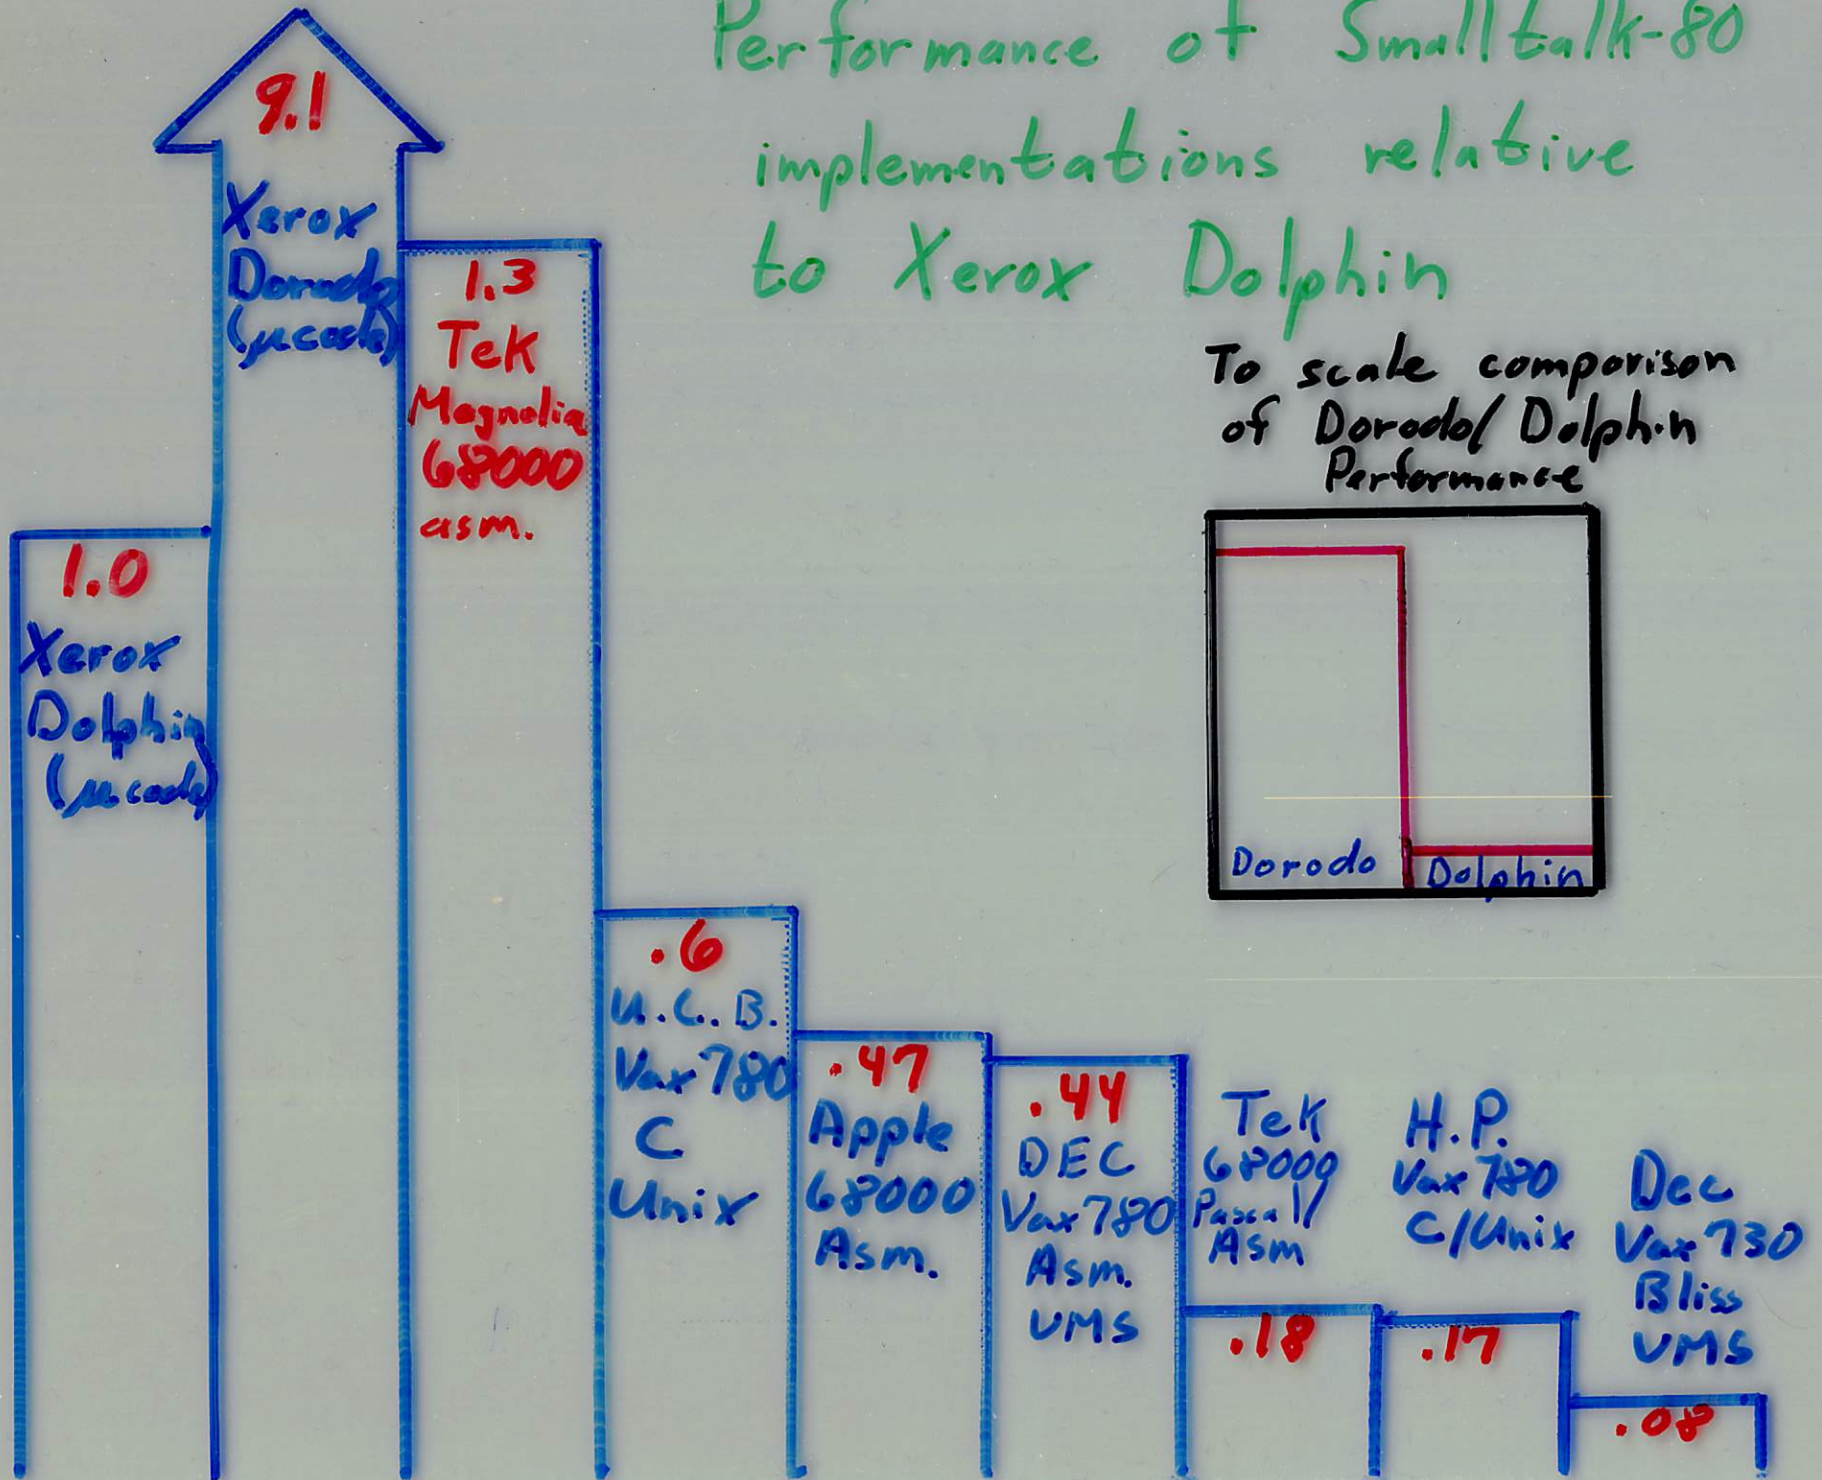 Performance of Smalltalk-80
implementations relative
to Xerox Dolphin
9.1
Xerox
Dorado
(µcode)
1.3
Tek
Magnolia
68000
asm.
1.0
Xerox
Dolphin
(µcode)
To scale comparison
of Dorodo/Dolphin
Performance
Dorodo
Dolphin
.6
U.C.B.
Vax 780
C
Unix
.47
Apple
68000
Asm.
.44
DEC
Vax 780
Asm.
VMS
Tek
68000
Pascal/
Asm
.18
H.P.
Vax 780
C/Unix
.17
Dec
Vax 730
Bliss
VMS
.08